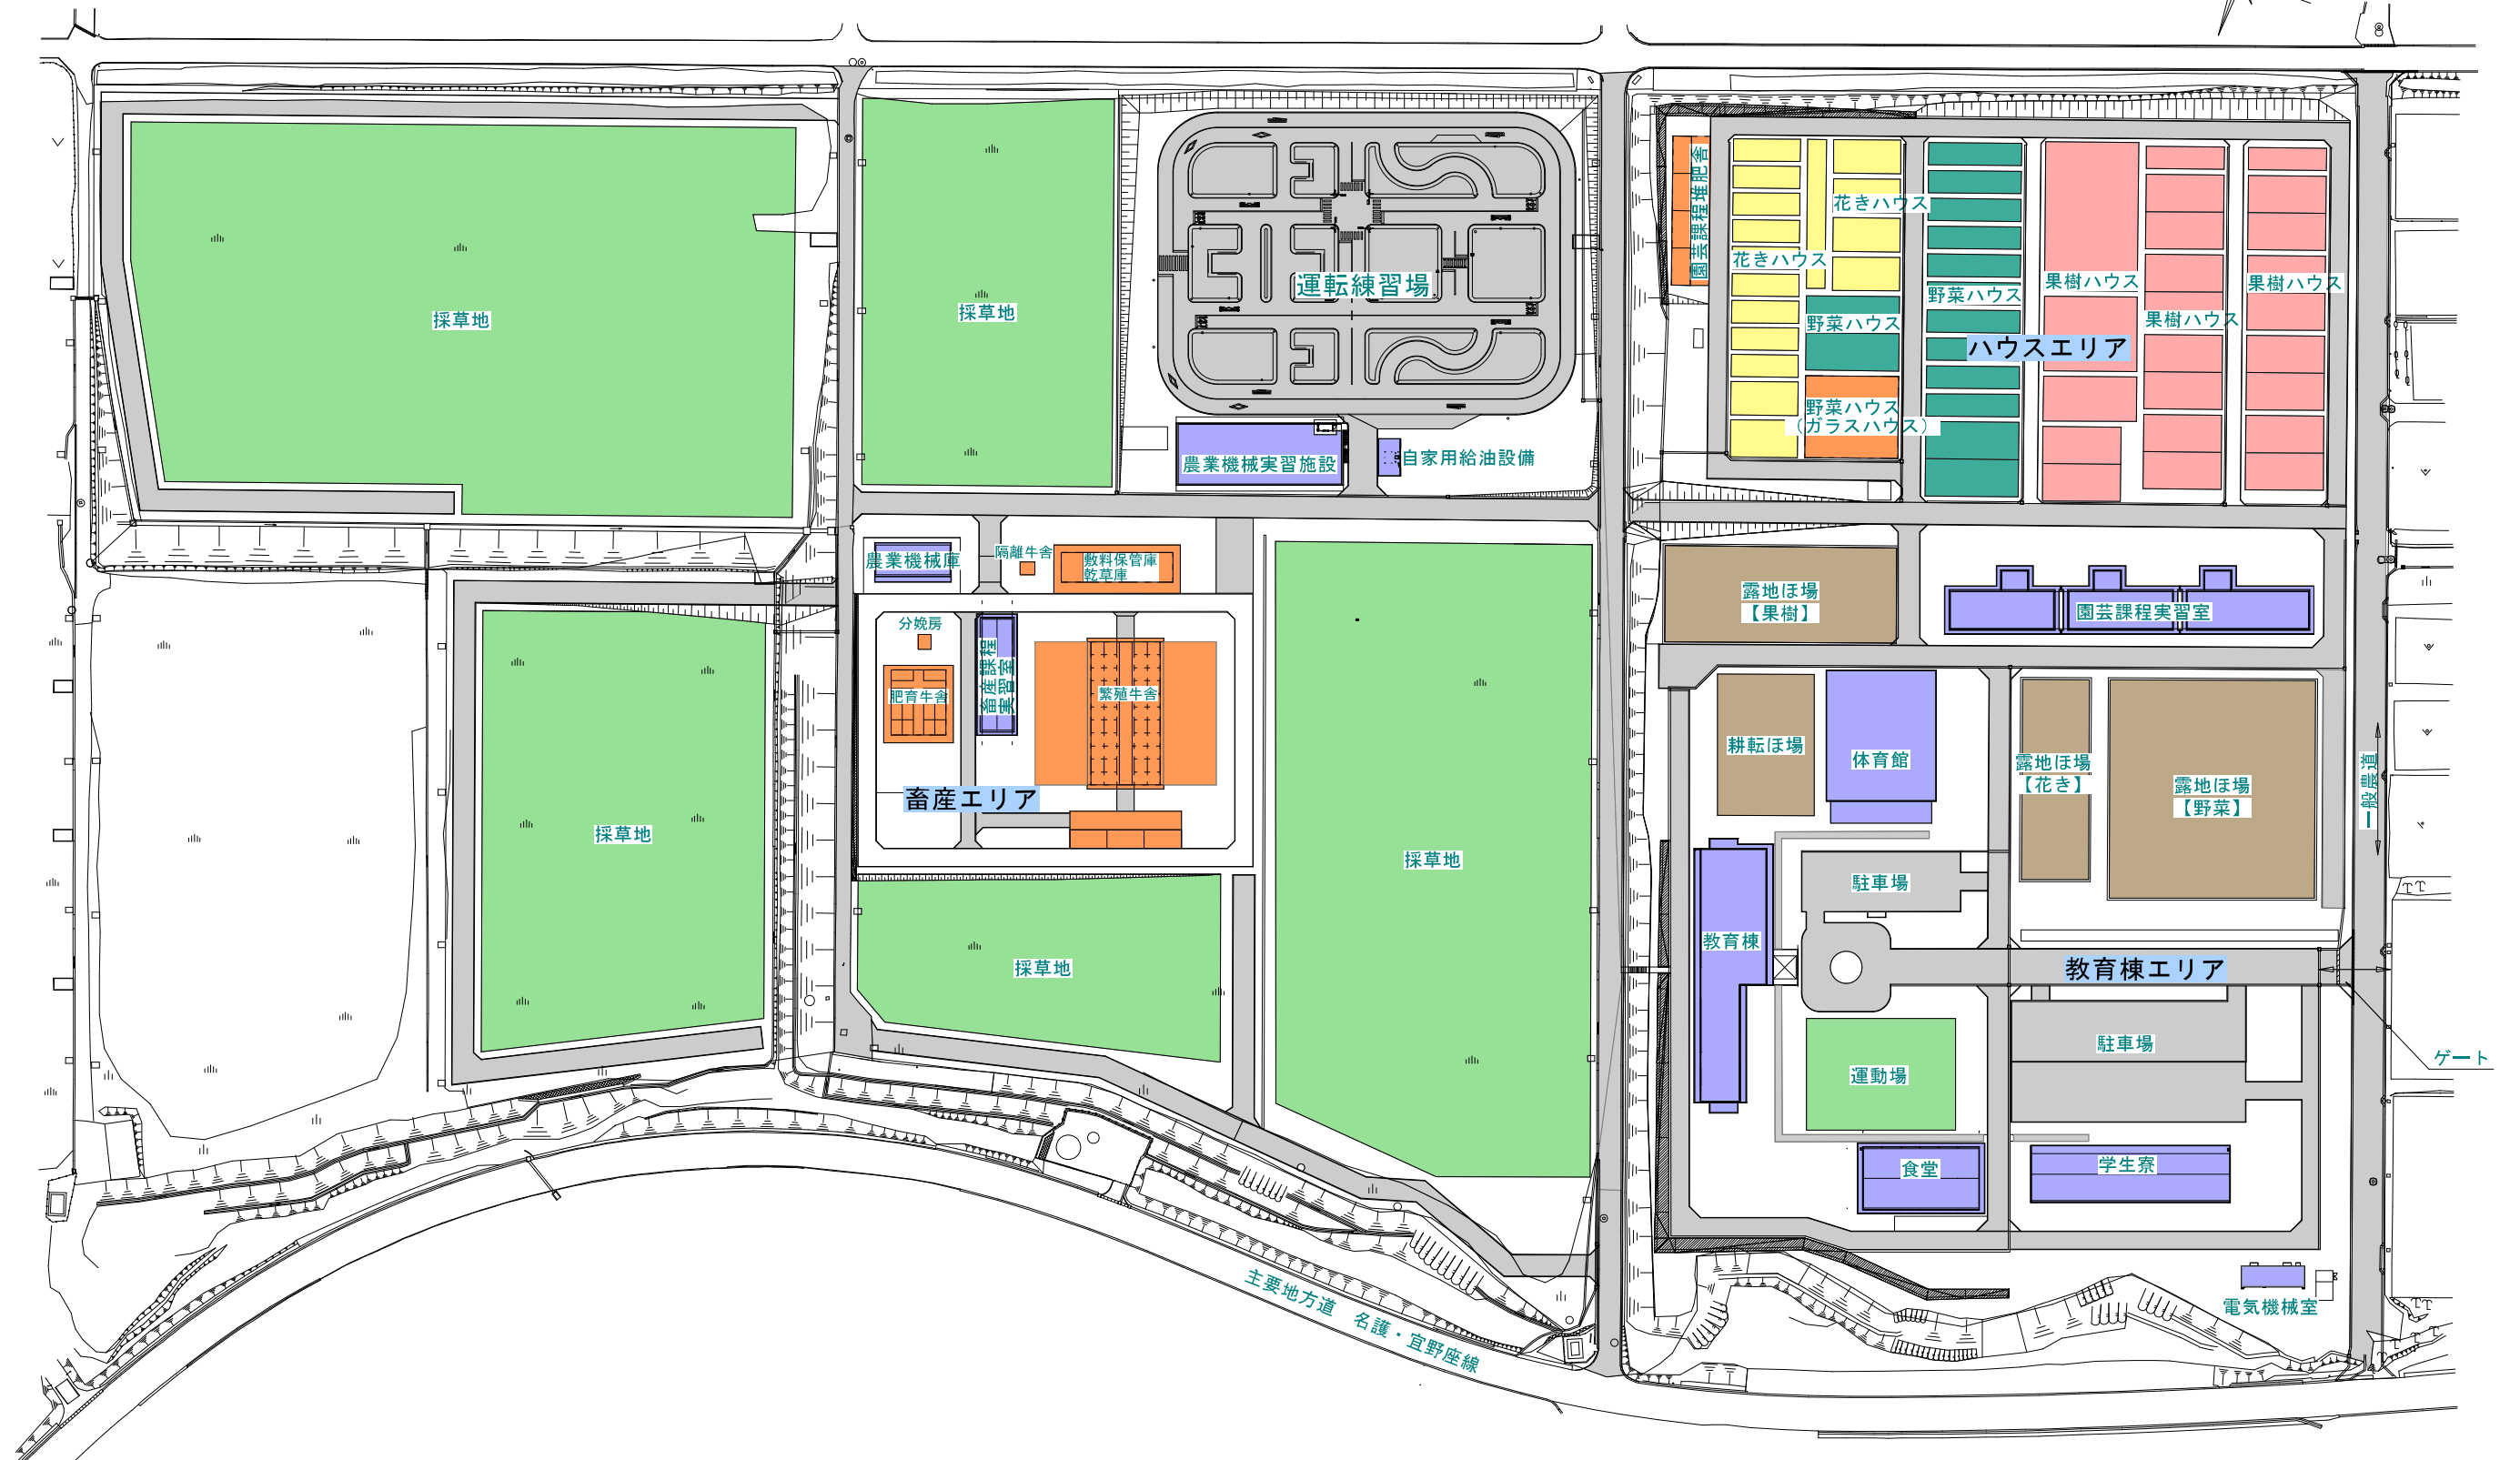 採草地
採草地
運転練習場
農業機械実習施設
自家用給油設備
園芸課程堆肥舎
花きハウス
花きハウス
野菜ハウス
野菜ハウス
（ガラスハウス）
野菜ハウス
果樹ハウス
果樹ハウス
果樹ハウス
ハウスエリア
農業機械庫
隔離牛舎
敷料保管庫
乾草庫
分娩房
肥育牛舎
畜産課程
実習室
繁殖牛舎
畜産エリア
採草地
採草地
採草地
露地ほ場
【果樹】
園芸課程実習室
耕転ほ場
体育館
露地ほ場
【花き】
露地ほ場
【野菜】
一般農道
駐車場
教育棟
教育棟エリア
駐車場
ゲート
運動場
食堂
学生寮
電気機械室
主要地方道　名護・宜野座線